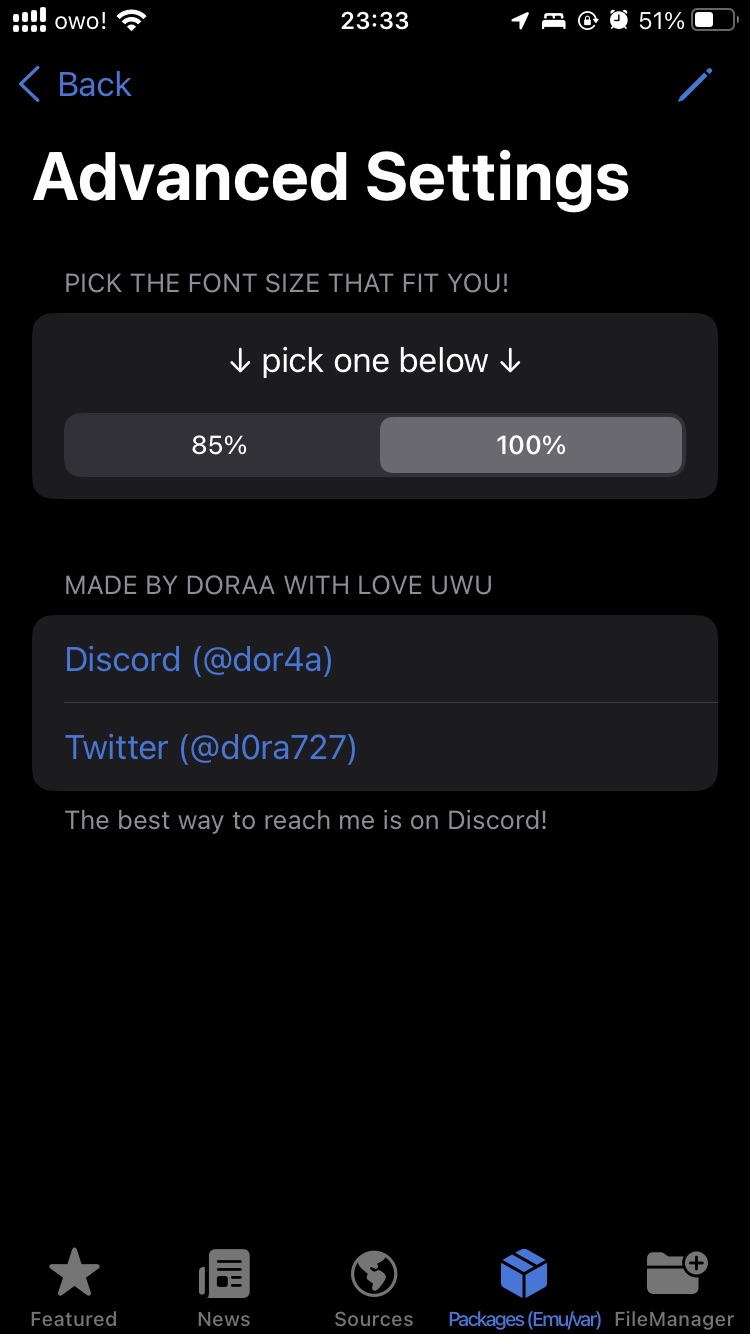 owo! 23:33 51%
Back
Advanced Settings
PICK THE FONT SIZE THAT FIT YOU!
↓ pick one below ↓
85% 100%
MADE BY DORAA WITH LOVE UWU
Discord (@dor4a)
Twitter (@d0ra727)
The best way to reach me is on Discord!
Featured News Sources Packages (Emu/var) FileManager